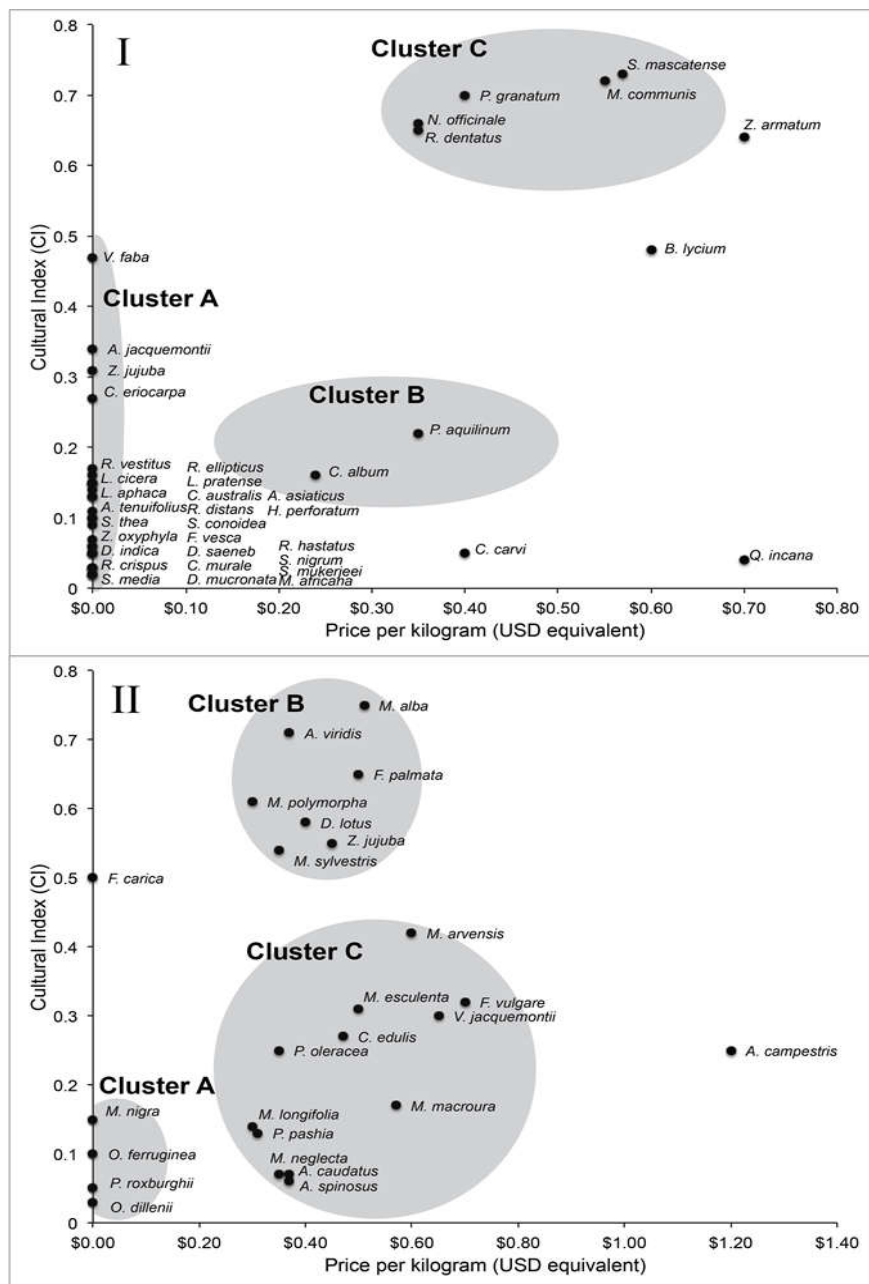 I
Cluster C
S. mascatense
P. granatum
M. communis
N. officinale
R. dentatus
Z. armatum
V. faba
B. lycium
Cluster A
A. jacquemontii
Z. jujuba
C. eriocarpa
Cluster B
P. aquilinum
C. album
R. vestitus R. ellipticus
L. cicera L. pratense
L. aphaca C. australis A. asiaticus
A. tenuifolius R. distans H. perforatum
S. thea S. conoidea
Z. oxyphyla F. vesca R. hastatus
D. indica D. saeneb S. nigrum
R. crispus C. murale S. mukerjeei
S. media D. mucronata M. africana
C. carvi
Q. incana
0.8
0.7
0.6
0.5
0.4
0.3
0.2
0.1
0
Cultural Index (CI)
$0.00 $0.10 $0.20 $0.30 $0.40 $0.50 $0.60 $0.70 $0.80
Price per kilogram (USD equivalent)
II
Cluster B
M. alba
A. viridis
F. palmata
M. polymorpha
D. lotus
Z. jujuba
M. sylvestris
F. carica
Cluster C
M. arvensis
M. esculenta
F. vulgare
V. jacquemontii
C. edulis
P. oleracea
A. campestris
Cluster A
M. nigra
M. macroura
M. longifolia
P. pashia
O. ferruginea
M. neglecta
A. caudatus
A. spinosus
P. roxburghii
O. dillenii
0.8
0.7
0.6
0.5
0.4
0.3
0.2
0.1
0
Cultural Index (CI)
$0.00 $0.20 $0.40 $0.60 $0.80 $1.00 $1.20 $1.40
Price per kilogram (USD equivalent)